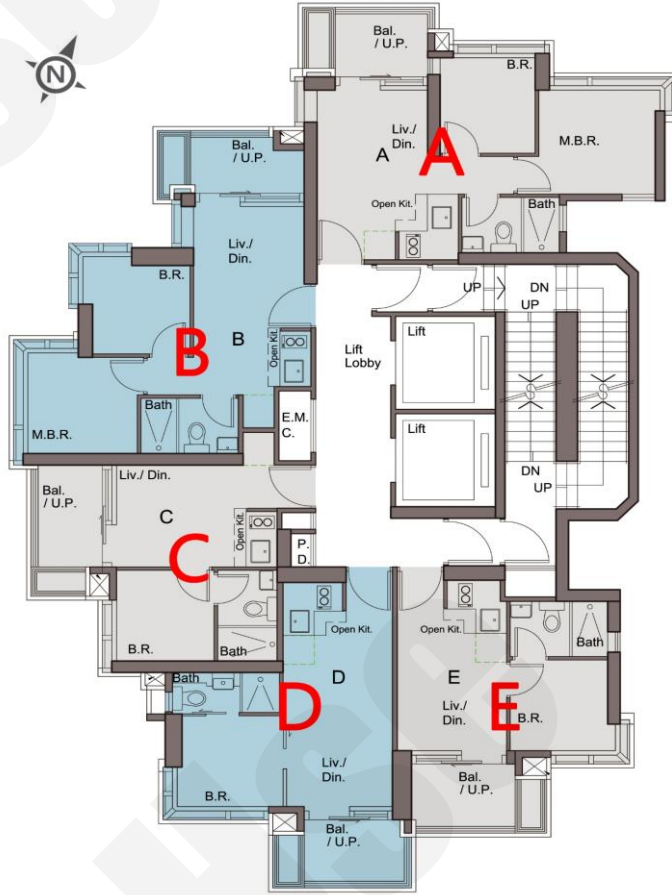 N
Bal.
/ U.P.
B.R.
Liv./
Din.
A
A
M.B.R.
Open Kit.
Bath
Bal.
/ U.P.
Liv./
Din.
B.R.
B
B
Open Kit.
M.B.R.
Bath
E.M.
C.
Lift
Lobby
Lift
Lift
UP
DN
UP
DN
UP
Liv./ Din.
Bal.
/ U.P.
C
C
Open Kit.
B.R.
Bath
P.
D.
Open Kit.
D
D
Bath
B.R.
Liv./
Din.
Bal.
/ U.P.
Open Kit.
E
E
Liv./
Din.
Bath
B.R.
Bal.
/ U.P.